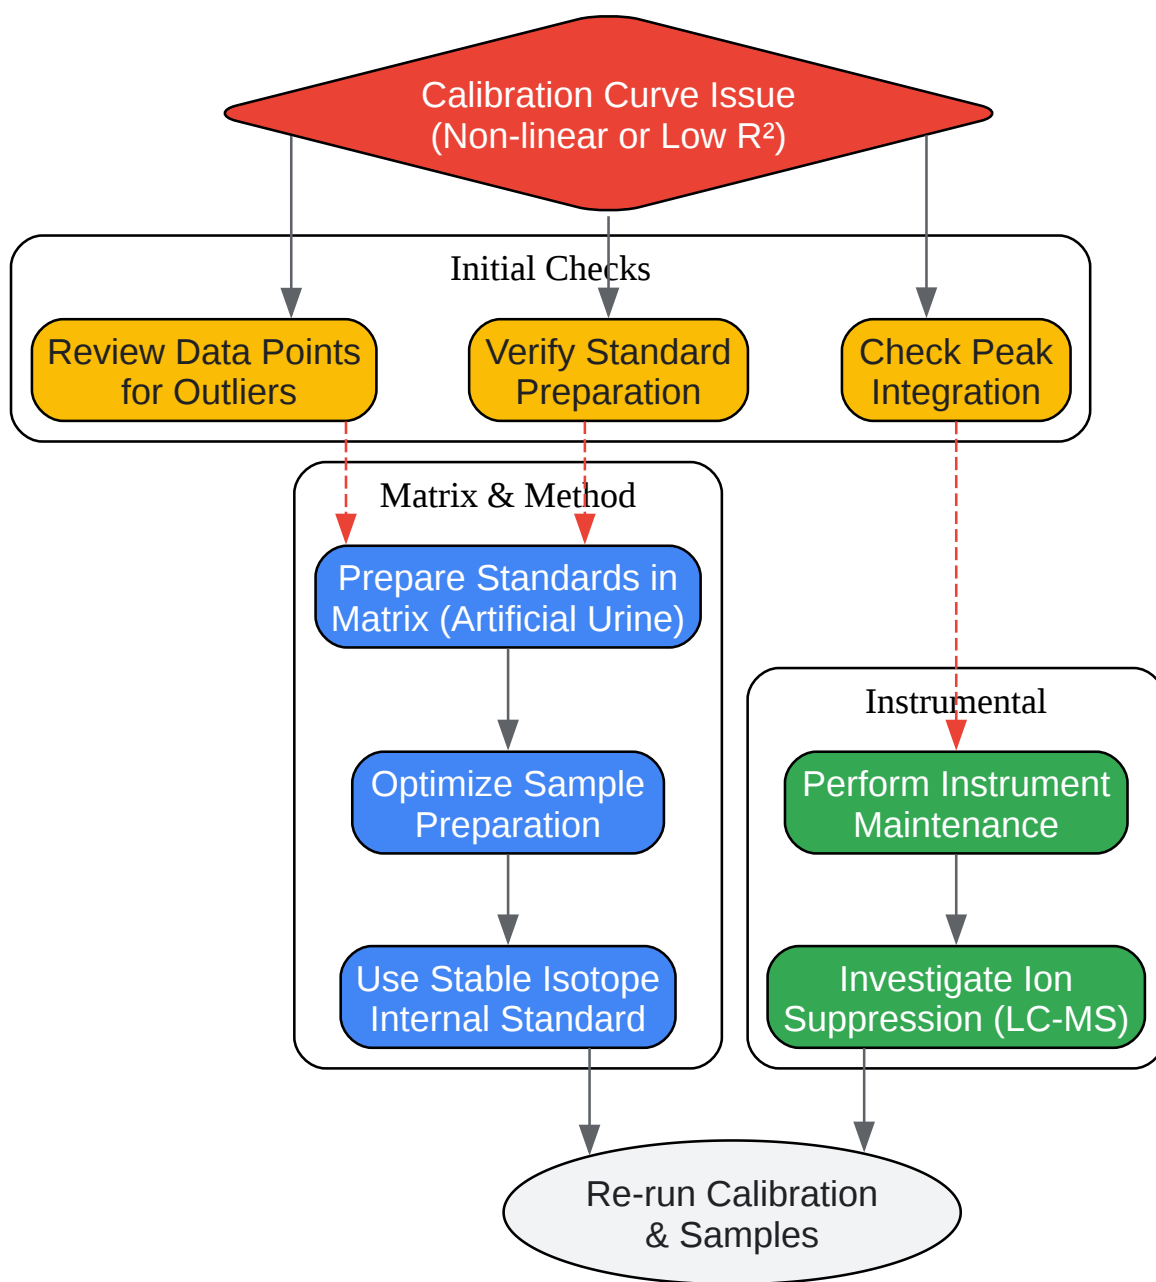 Calibration Curve Issue
(Non-linear or Low R²)
Initial Checks
Review Data Points
for Outliers
Verify Standard
Preparation
Check Peak
Integration
Matrix & Method
Prepare Standards in
Matrix (Artificial Urine)
Optimize Sample
Preparation
Use Stable Isotope
Internal Standard
Instrumental
Perform Instrument
Maintenance
Investigate Ion
Suppression (LC-MS)
Re-run Calibration
& Samples